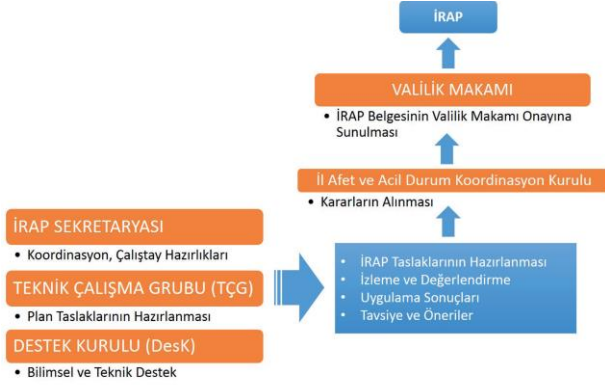 İRAP
VALİLİK MAKAMI
• İRAP Belgesinin Valilik Makamı Onayına
Sunulması
İl Afet ve Acil Durum Koordinasyon Kurulu
• Kararların Alınması
İRAP SEKRETARYASI
• Koordinasyon, Çalıştay Hazırlıkları
TEKNİK ÇALIŞMA GRUBU (TÇG)
• Plan Taslaklarının Hazırlanması
DESTEK KURULU (DesK)
• Bilimsel ve Teknik Destek
• İRAP Taslaklarının Hazırlanması
• İzleme ve Değerlendirme
• Uygulama Sonuçları
• Tavsiye ve Öneriler